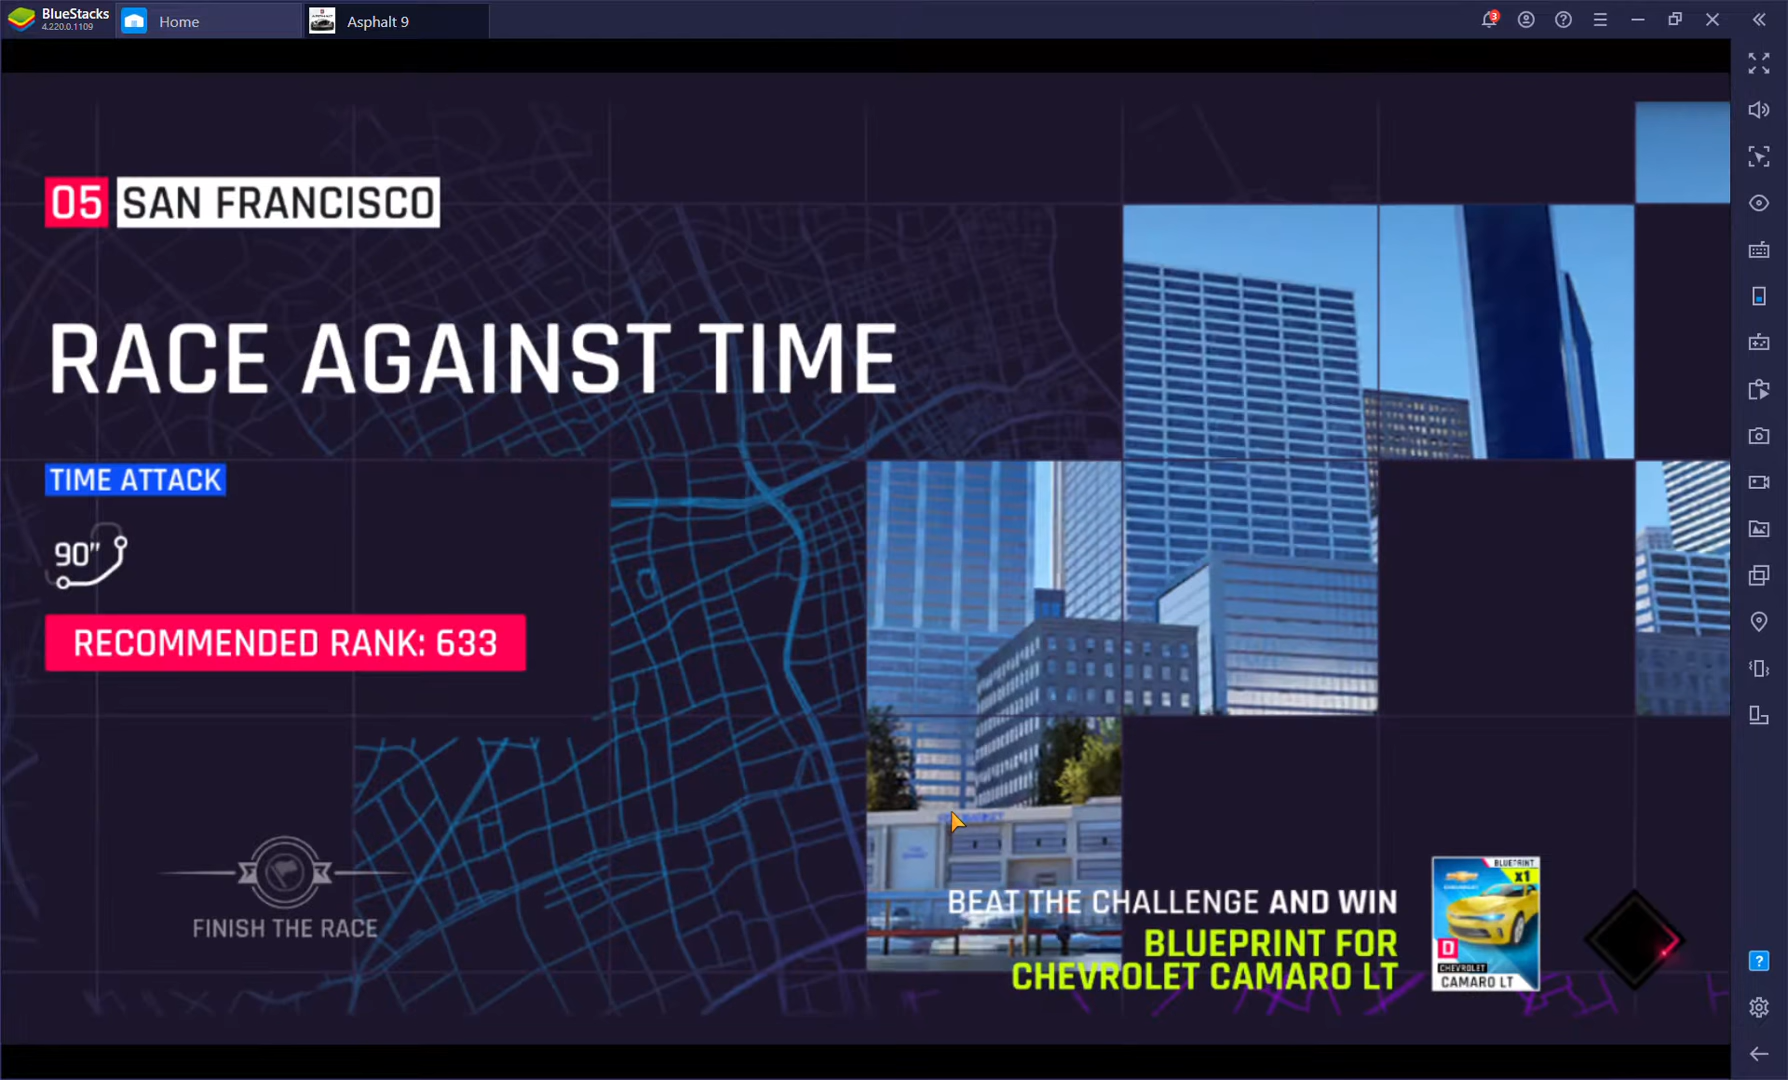 BlueStacks
4.220.0.1109
Home
Asphalt 9
3
05 SAN FRANCISCO
RACE AGAINST TIME
TIME ATTACK
90"
RECOMMENDED RANK: 633
FINISH THE RACE
BEAT THE CHALLENGE AND WIN
BLUEPRINT FOR
CHEVROLET CAMARO LT
BLUEPRINT
x1
CHEVROLET
D
CHEVROLET
CAMARO LT
?